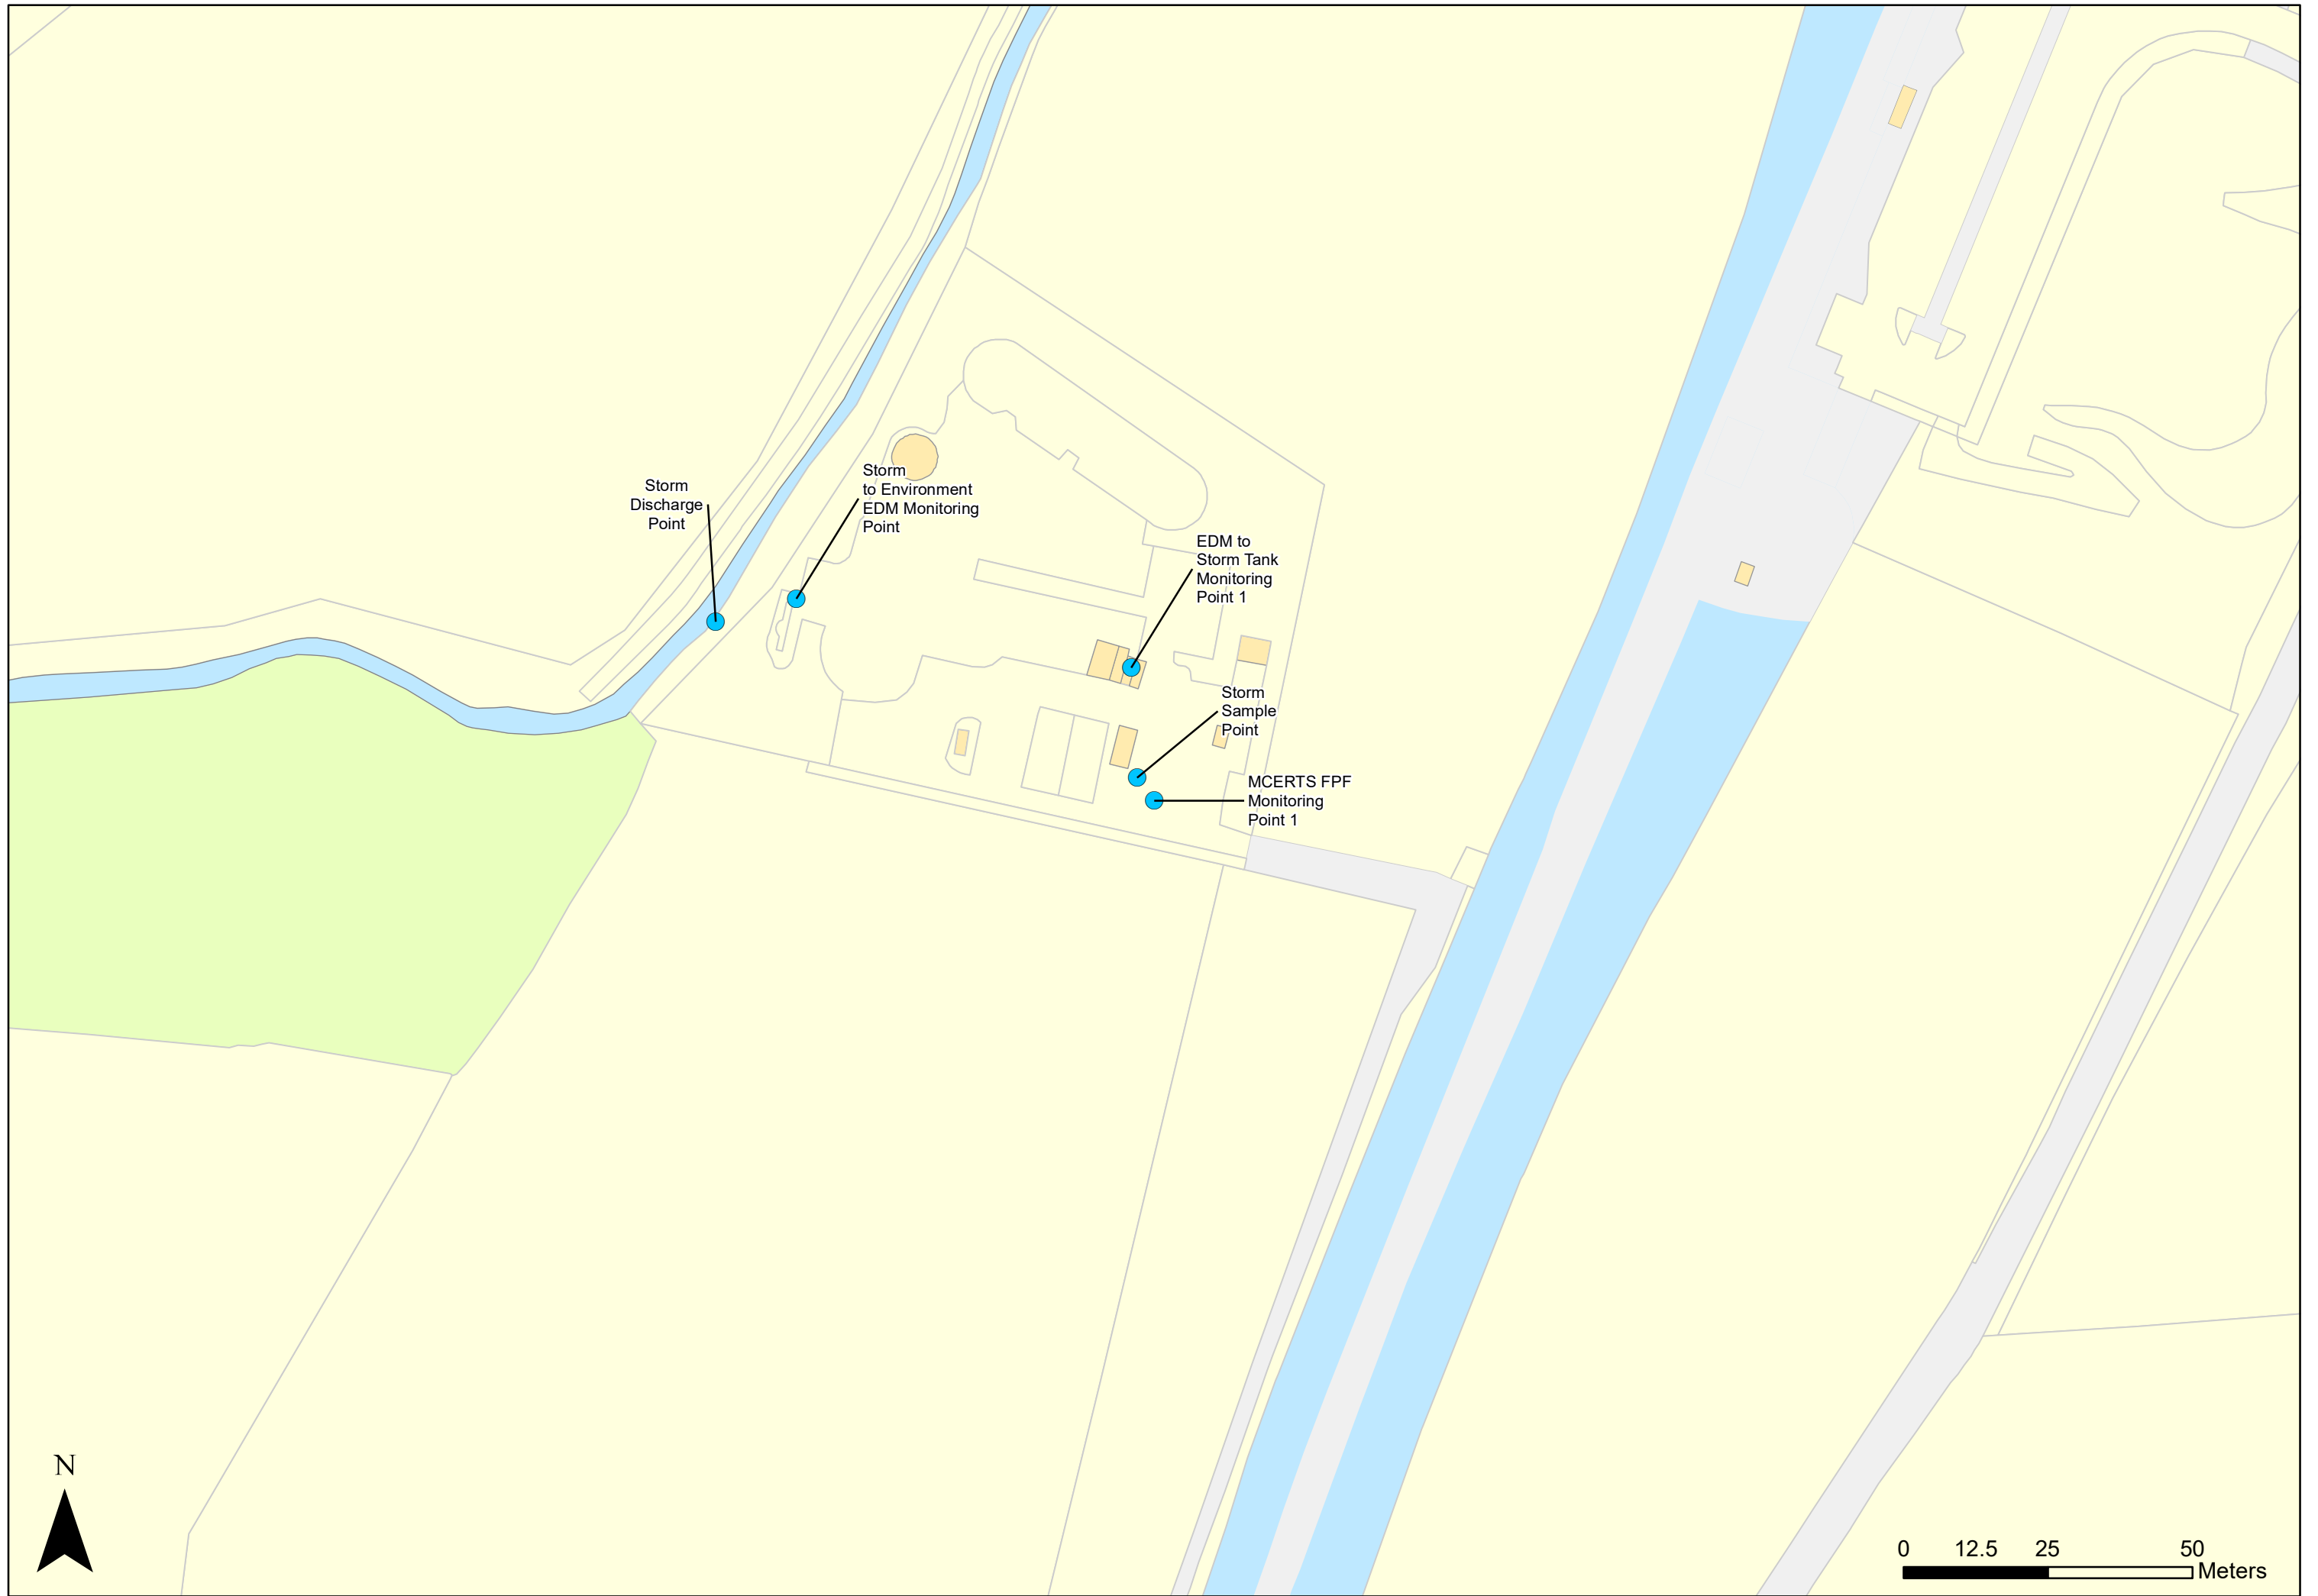 Storm
Discharge
Point
Storm
to Environment
EDM Monitoring
Point
EDM to
Storm Tank
Monitoring
Point 1
Storm
Sample
Point
MCERTS FPF
Monitoring
Point 1
N
0 12.5 25 50
Meters